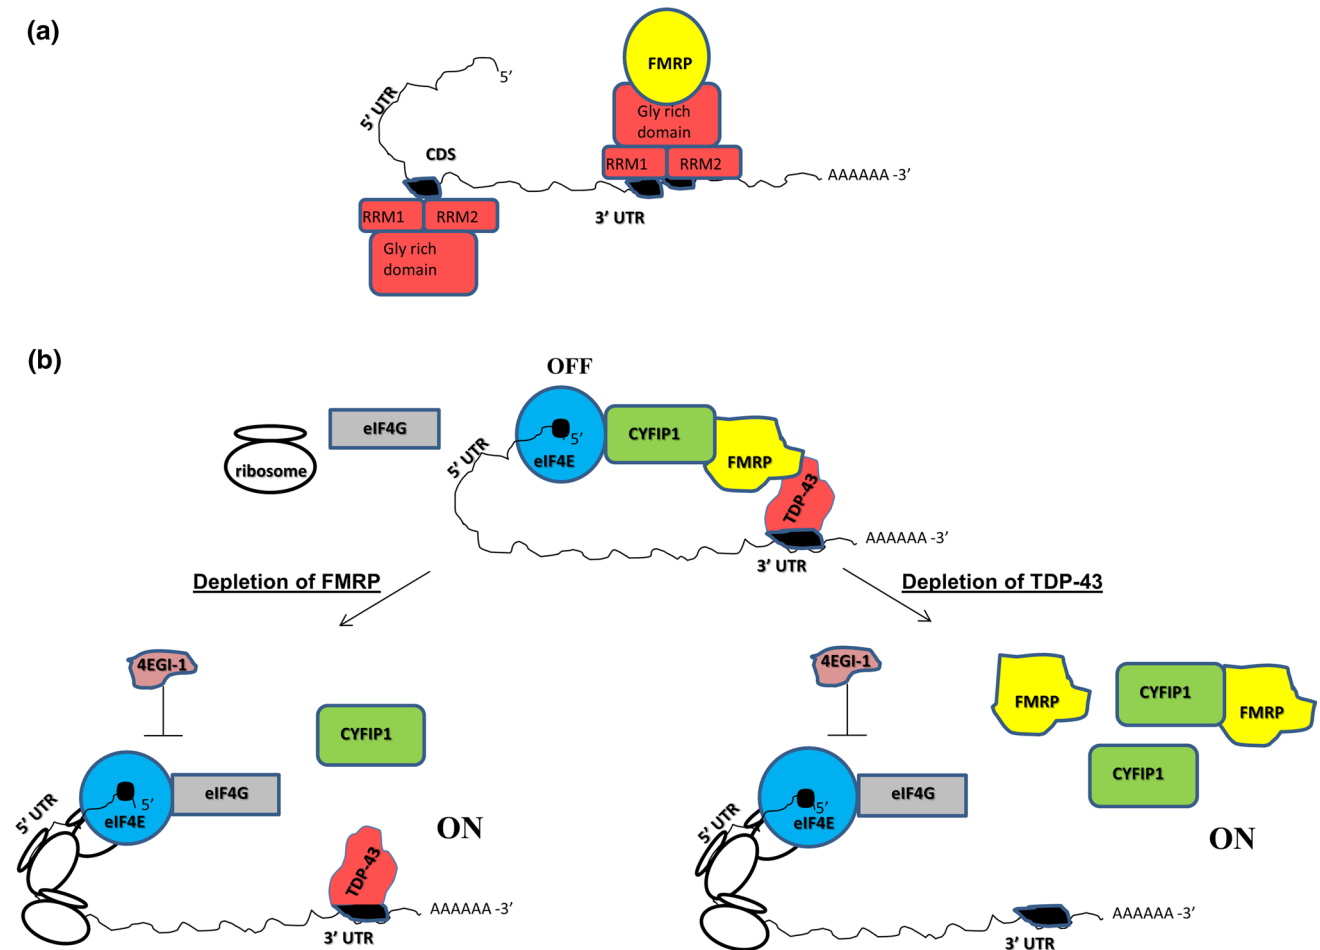 (a)
FMRP
5'
5' UTR
Gly rich
domain
CDS
RRM1
RRM2
AAAAAA -3'
3' UTR
RRM1
RRM2
Gly rich
domain
(b)
OFF
eIF4G
CYFIP1
5'
5' UTR
eIF4E
FMRP
ribosome
TDP-43
AAAAAA -3'
3' UTR
Depletion of FMRP
Depletion of TDP-43
4EGI-1
CYFIP1
eIF4G
5'
5' UTR
eIF4E
ON
TDP-43
AAAAAA -3'
3' UTR
4EGI-1
FMRP
CYFIP1
FMRP
CYFIP1
eIF4G
5'
5' UTR
eIF4E
ON
AAAAAA -3'
3' UTR